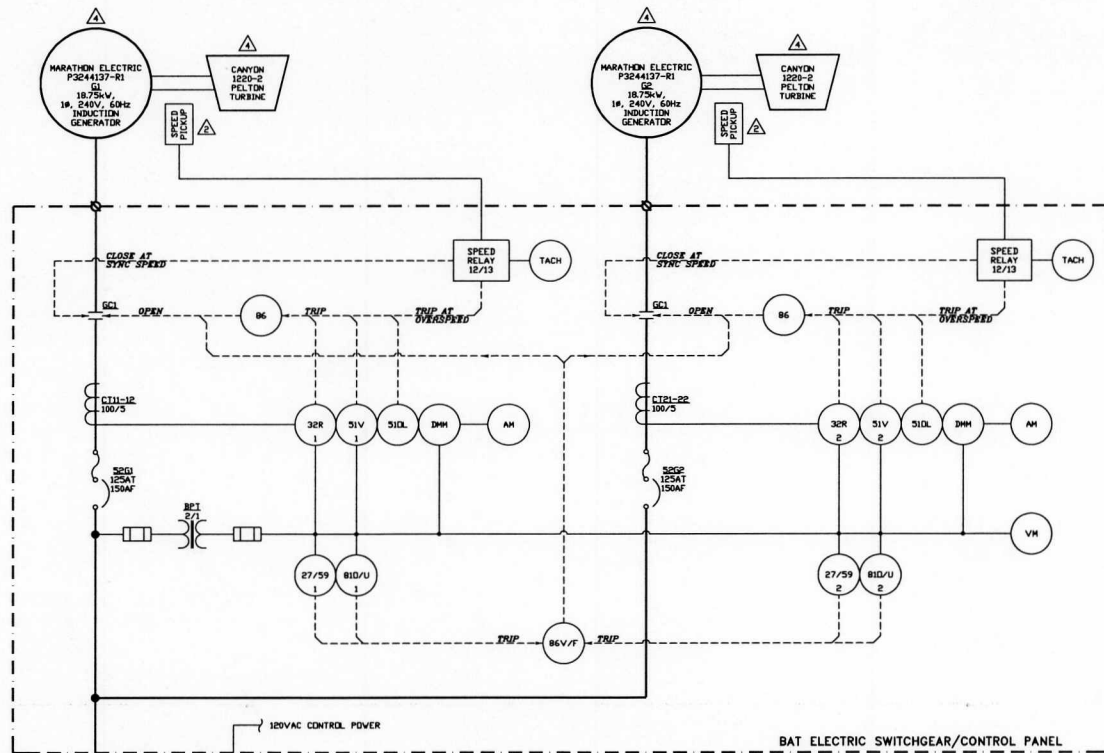 4
4
MARATHON ELECTRIC
P3244137-R1
G1
18.75kW,
1ø, 240V, 60Hz
INDUCTION
GENERATOR
CANYON
1220-2
PELTON
TURBINE
SPEED
PICKUP
2
4
4
MARATHON ELECTRIC
P3244137-R1
G2
18.75kW,
1ø, 240V, 60Hz
INDUCTION
GENERATOR
CANYON
1220-2
PELTON
TURBINE
SPEED
PICKUP
2
CLOSE AT
SYNC SPEED
SPEED
RELAY
12/13
TACH
CLOSE AT
SYNC SPEED
SPEED
RELAY
12/13
TACH
GC1
OPEN
86
TRIP
TRIP AT
OVERSPEED
GC1
OPEN
86
TRIP
TRIP AT
OVERSPEED
CT11-12
100/5
32R
1
51V
1
51DL
DMM
AM
CT21-22
100/5
32R
2
51V
2
51DL
DMM
AM
52G1
125AT
150AF
52G2
125AT
150AF
BPT
2/1
VM
27/59
1
81O/U
1
27/59
2
81O/U
2
TRIP
86V/F
TRIP
120VAC CONTROL POWER
BAT ELECTRIC SWITCHGEAR/CONTROL PANEL